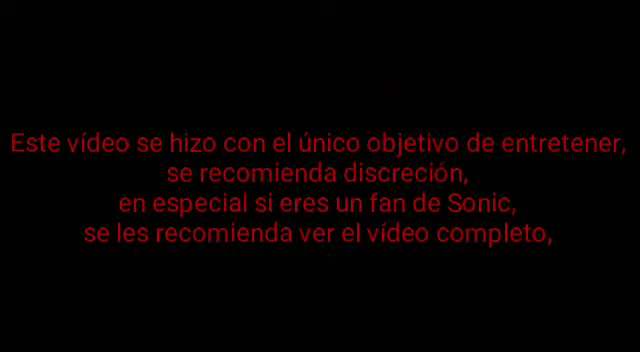 Este vídeo se hizo con el único objetivo de entretener,
se recomienda discreción,
en especial si eres un fan de Sonic,
se les recomienda ver el vídeo completo,